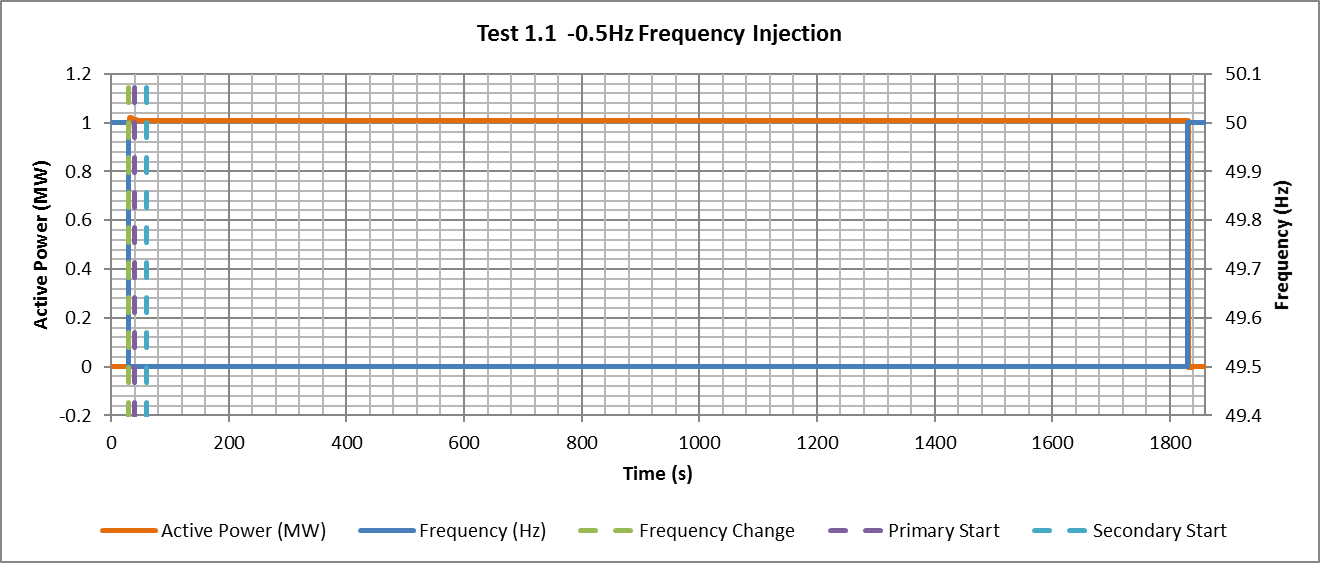 Test 1.1 -0.5Hz Frequency Injection
1.2
1
0.8
0.6
0.4
0.2
0
-0.2
Active Power (MW)
50.1
50
49.9
49.8
49.7
49.6
49.5
49.4
Frequency (Hz)
0 200 400 600 800 1000 1200 1400 1600 1800
Time (s)
Active Power (MW) Frequency (Hz) Frequency Change Primary Start Secondary Start